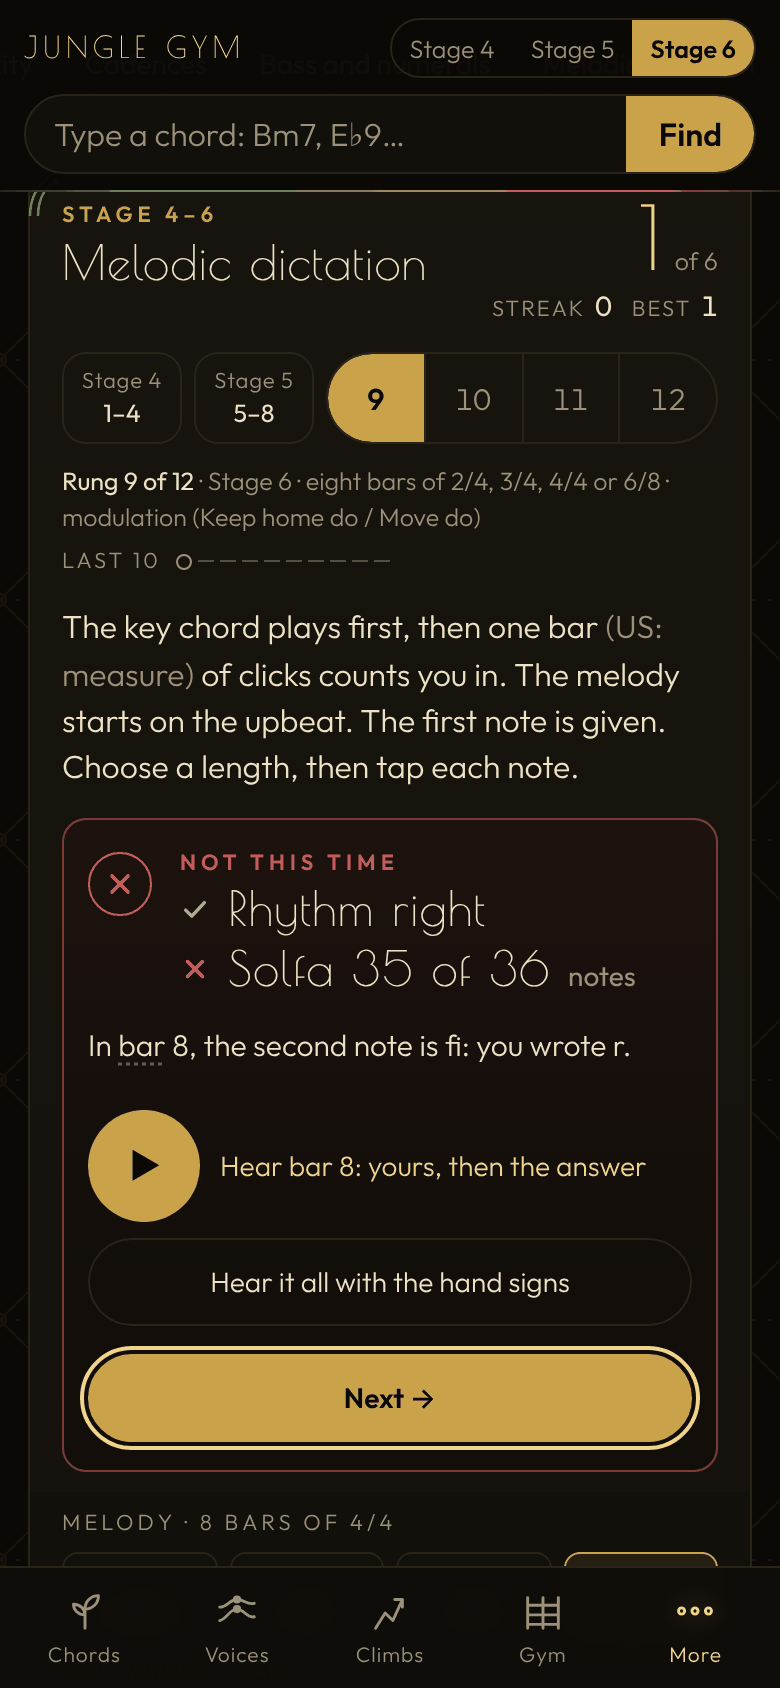 JUNGLE GYM
Stage 4 Stage 5 Stage 6
Cadences Bass and numerals
Type a chord: Bm7, E♭9... Find
STAGE 4–6
Melodic dictation
1 of 6
STREAK 0 BEST 1
Stage 4 1–4
Stage 5 5–8
9 10 11 12
Rung 9 of 12 · Stage 6 · eight bars of 2/4, 3/4, 4/4 or 6/8 ·
modulation (Keep home do / Move do)
LAST 10
The key chord plays first, then one bar (US:
measure) of clicks counts you in. The melody
starts on the upbeat. The first note is given.
Choose a length, then tap each note.
NOT THIS TIME
✓ Rhythm right
✕ Solfa 35 of 36 notes
In bar 8, the second note is fi: you wrote r.
Hear bar 8: yours, then the answer
Hear it all with the hand signs
Next →
MELODY · 8 BARS OF 4/4
Chords Voices Climbs Gym More